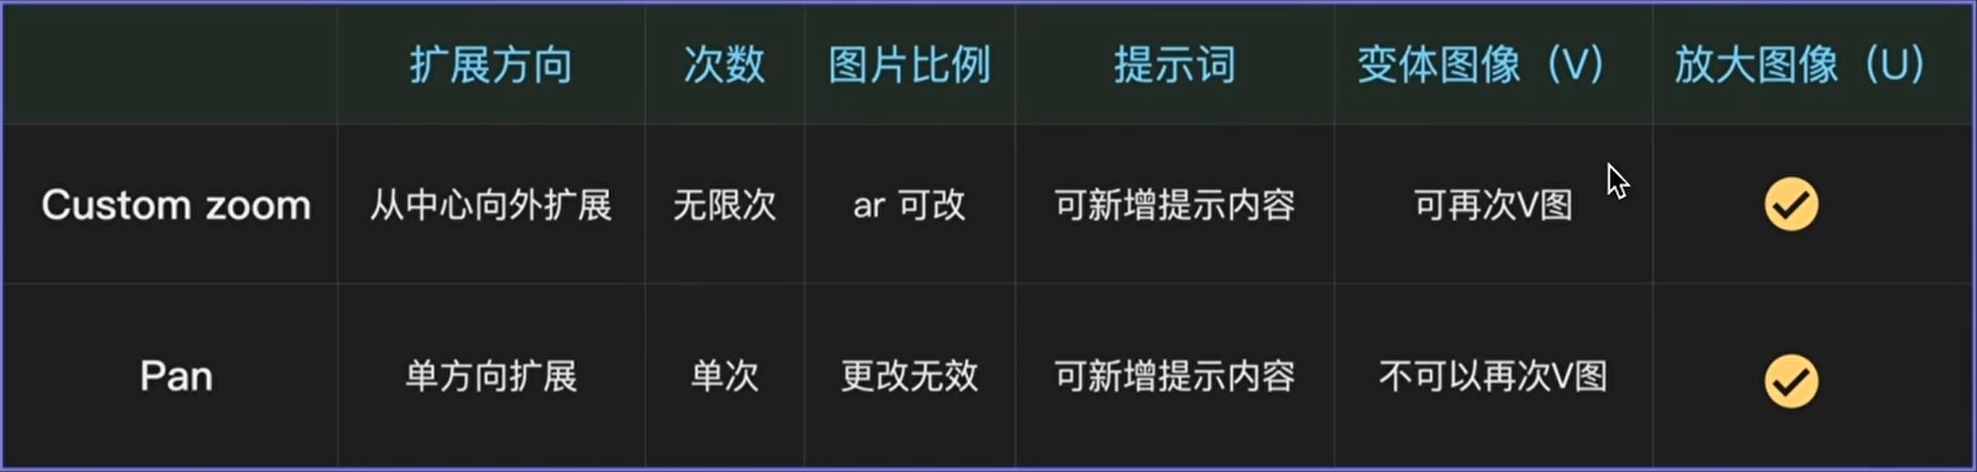 扩展方向 次数 图片比例 提示词 变体图像（V） 放大图像（U）
Custom zoom 从中心向外扩展 无限次 ar 可改 可新增提示内容 可再次V图
Pan 单方向扩展 单次 更改无效 可新增提示内容 不可以再次V图